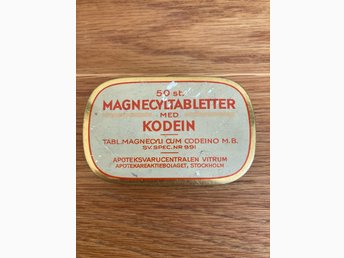 50 st.
MAGNECYLTABLETTER
MED
KODEIN
TABL. MAGNECYLI CUM CODEINO M.B.
SV. SPEC. NR 991
APOTEKSVARUCENTRALEN VITRUM
APOTEKAREAKTIEBOLAGET, STOCKHOLM